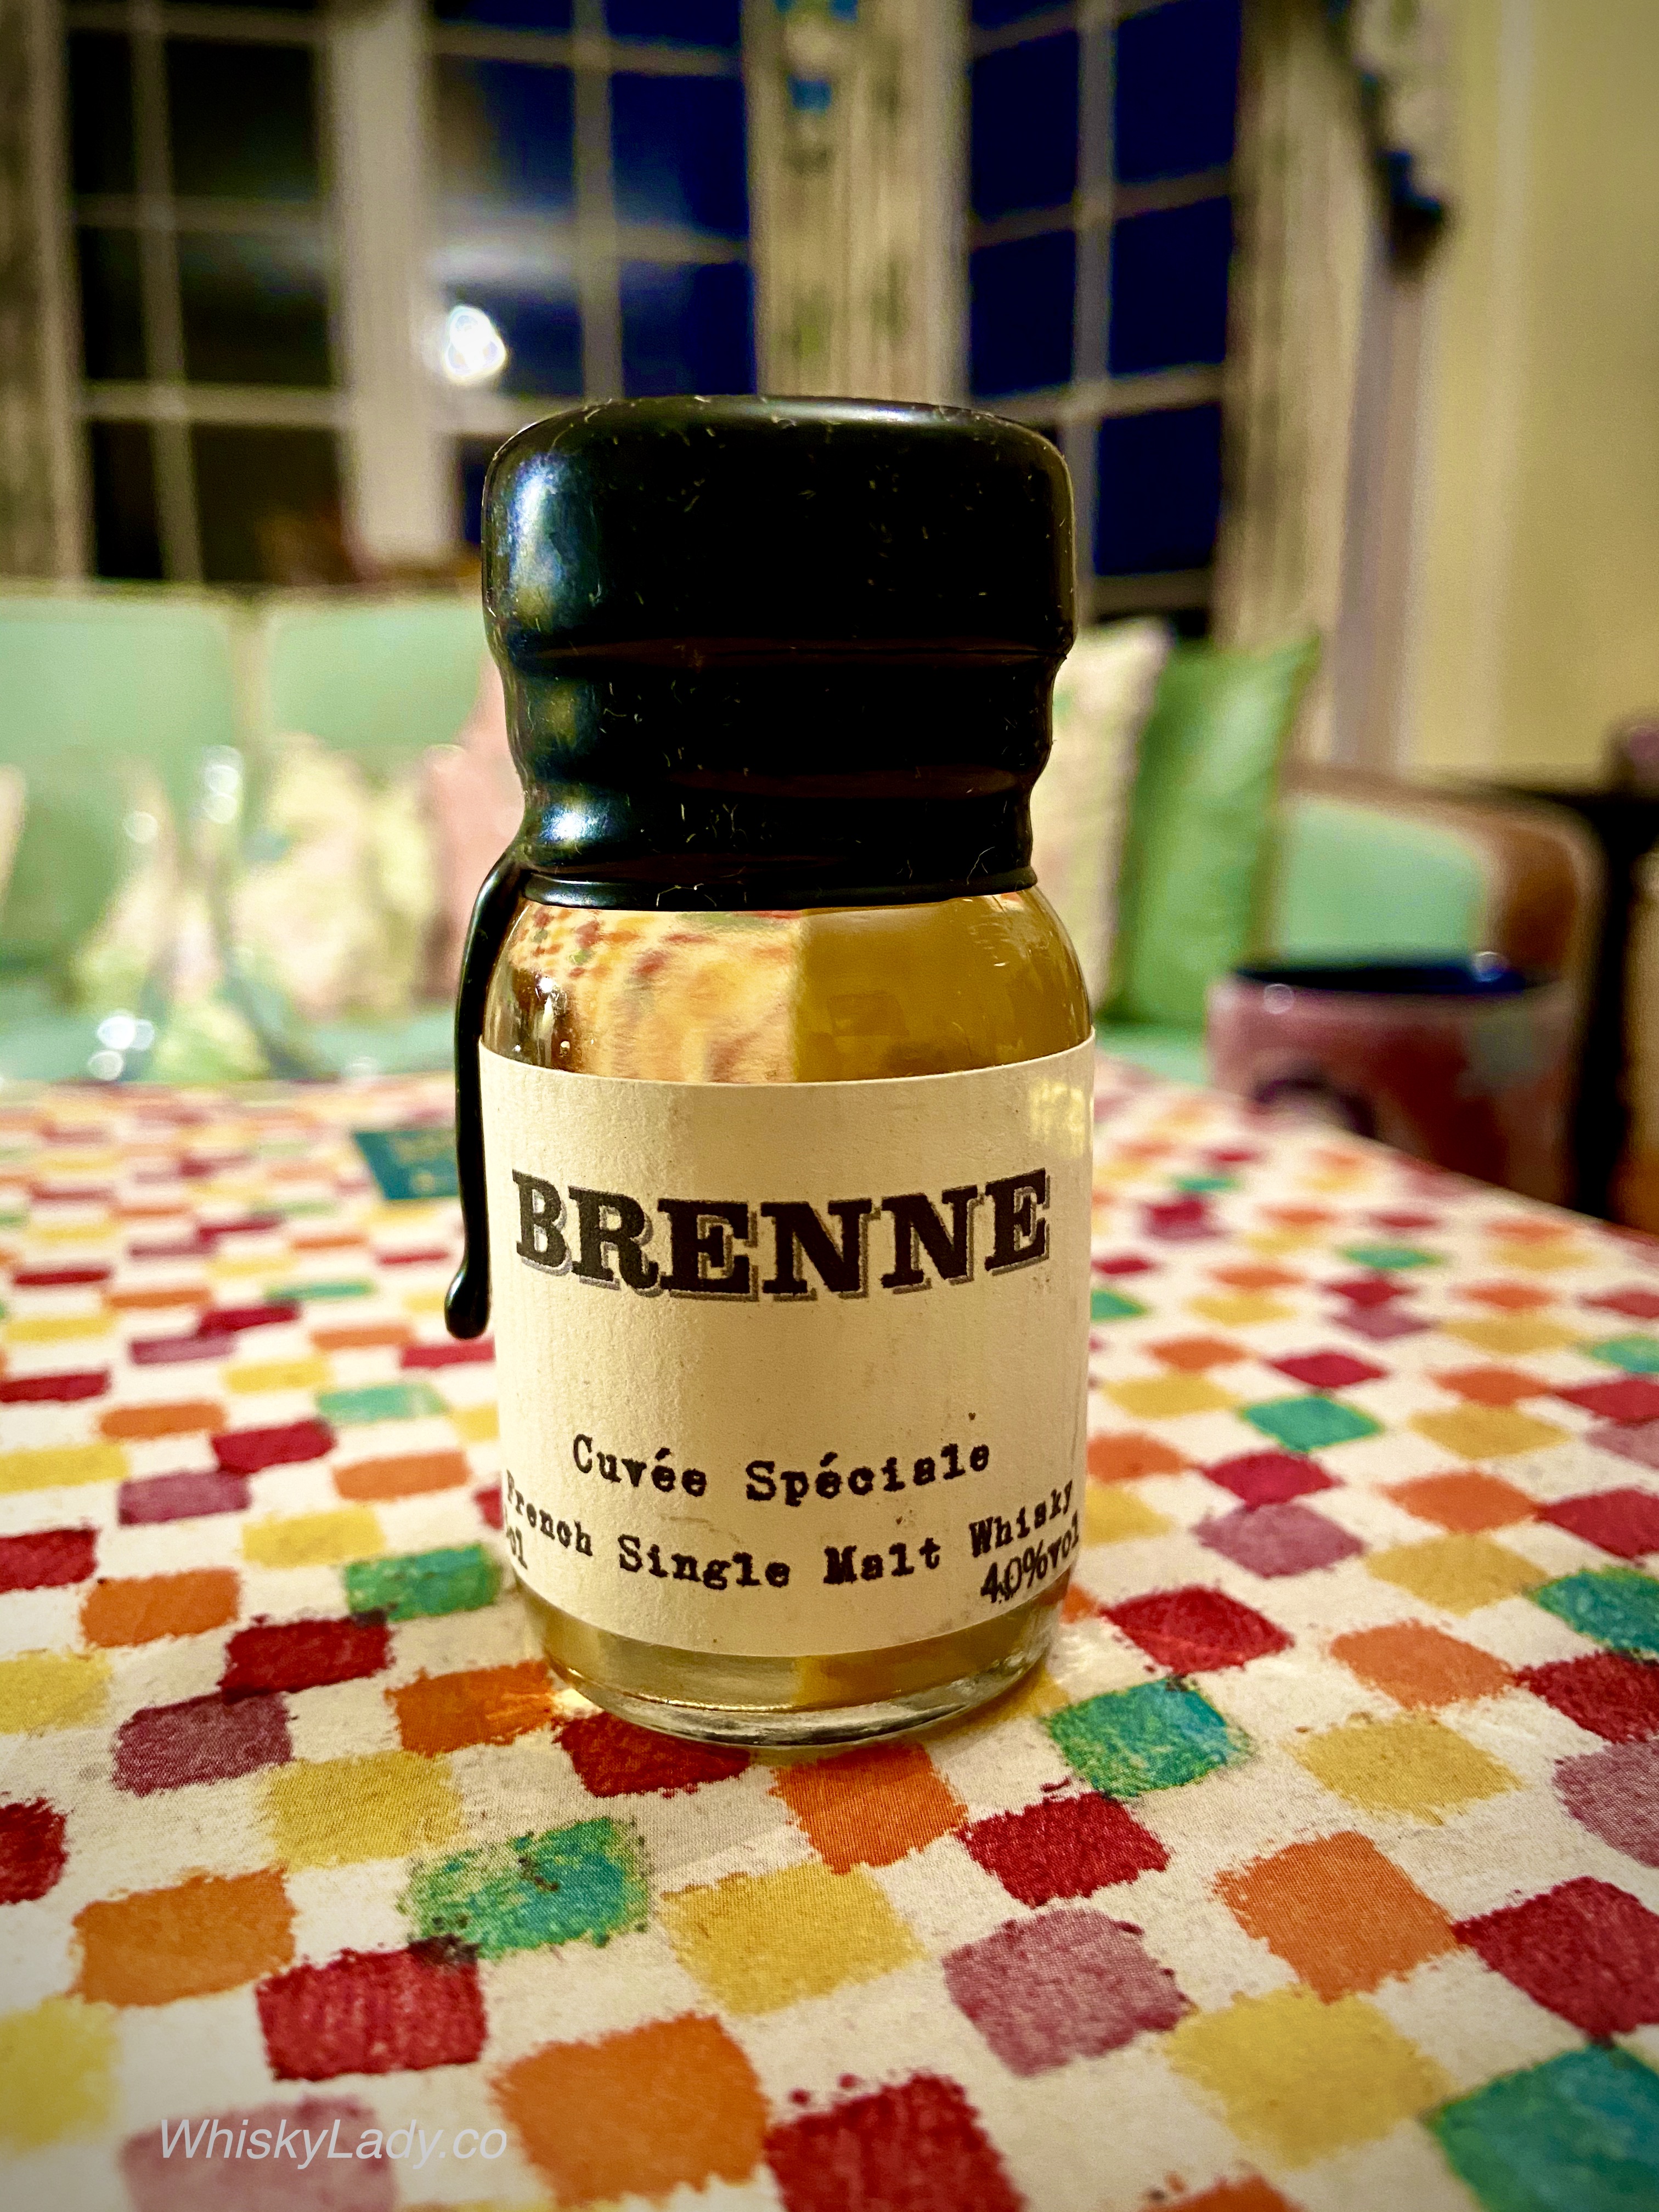 BRENNE
Cuvée Spéciale
French Single Malt Whisky
40%vol
WhiskyLady.co